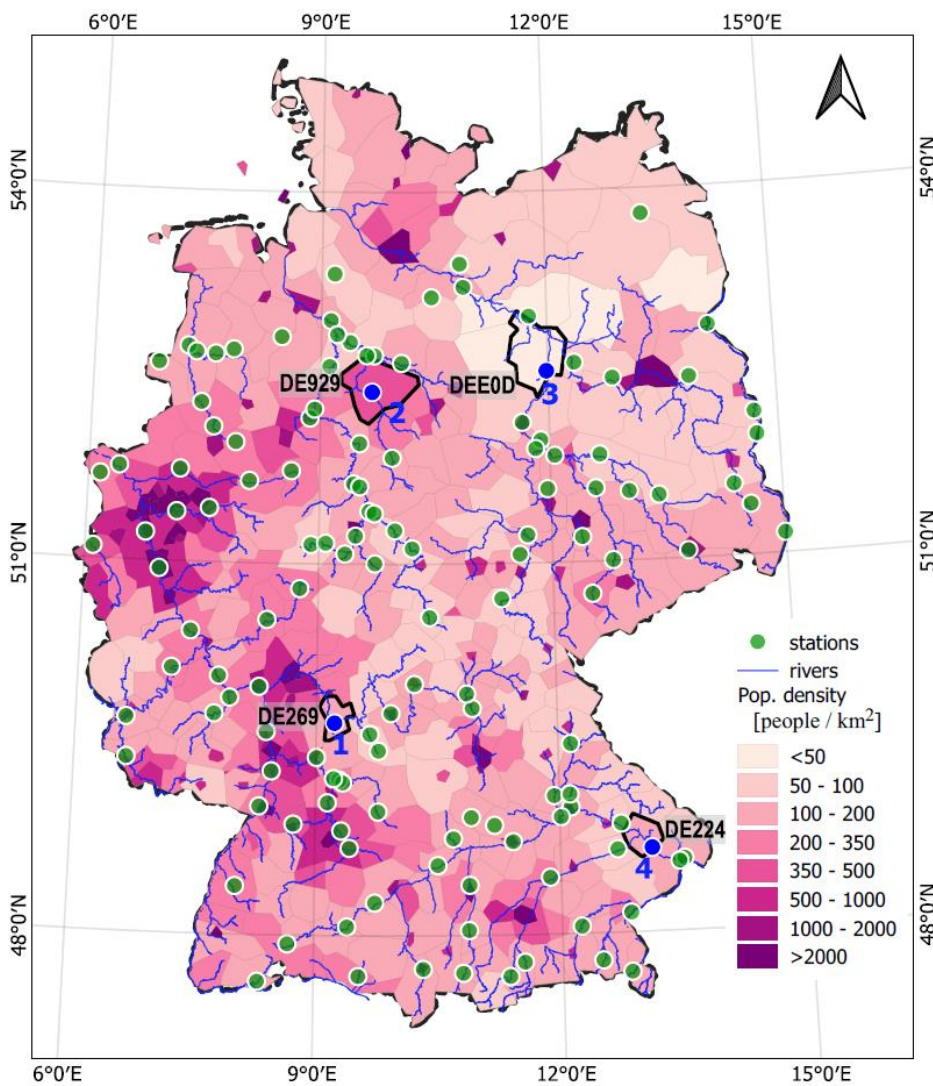 6°0'E 9°0'E 12°0'E 15°0'E
54°0'N 54°0'N
DE929
DEE0D
2
3
51°0'N 51°0'N
stations
rivers
Pop. density
[people / km²]
DE269
1
<50
50 - 100
100 - 200
DE224
200 - 350
4
350 - 500
500 - 1000
48°0'N 48°0'N
1000 - 2000
>2000
6°0'E 9°0'E 12°0'E 15°0'E